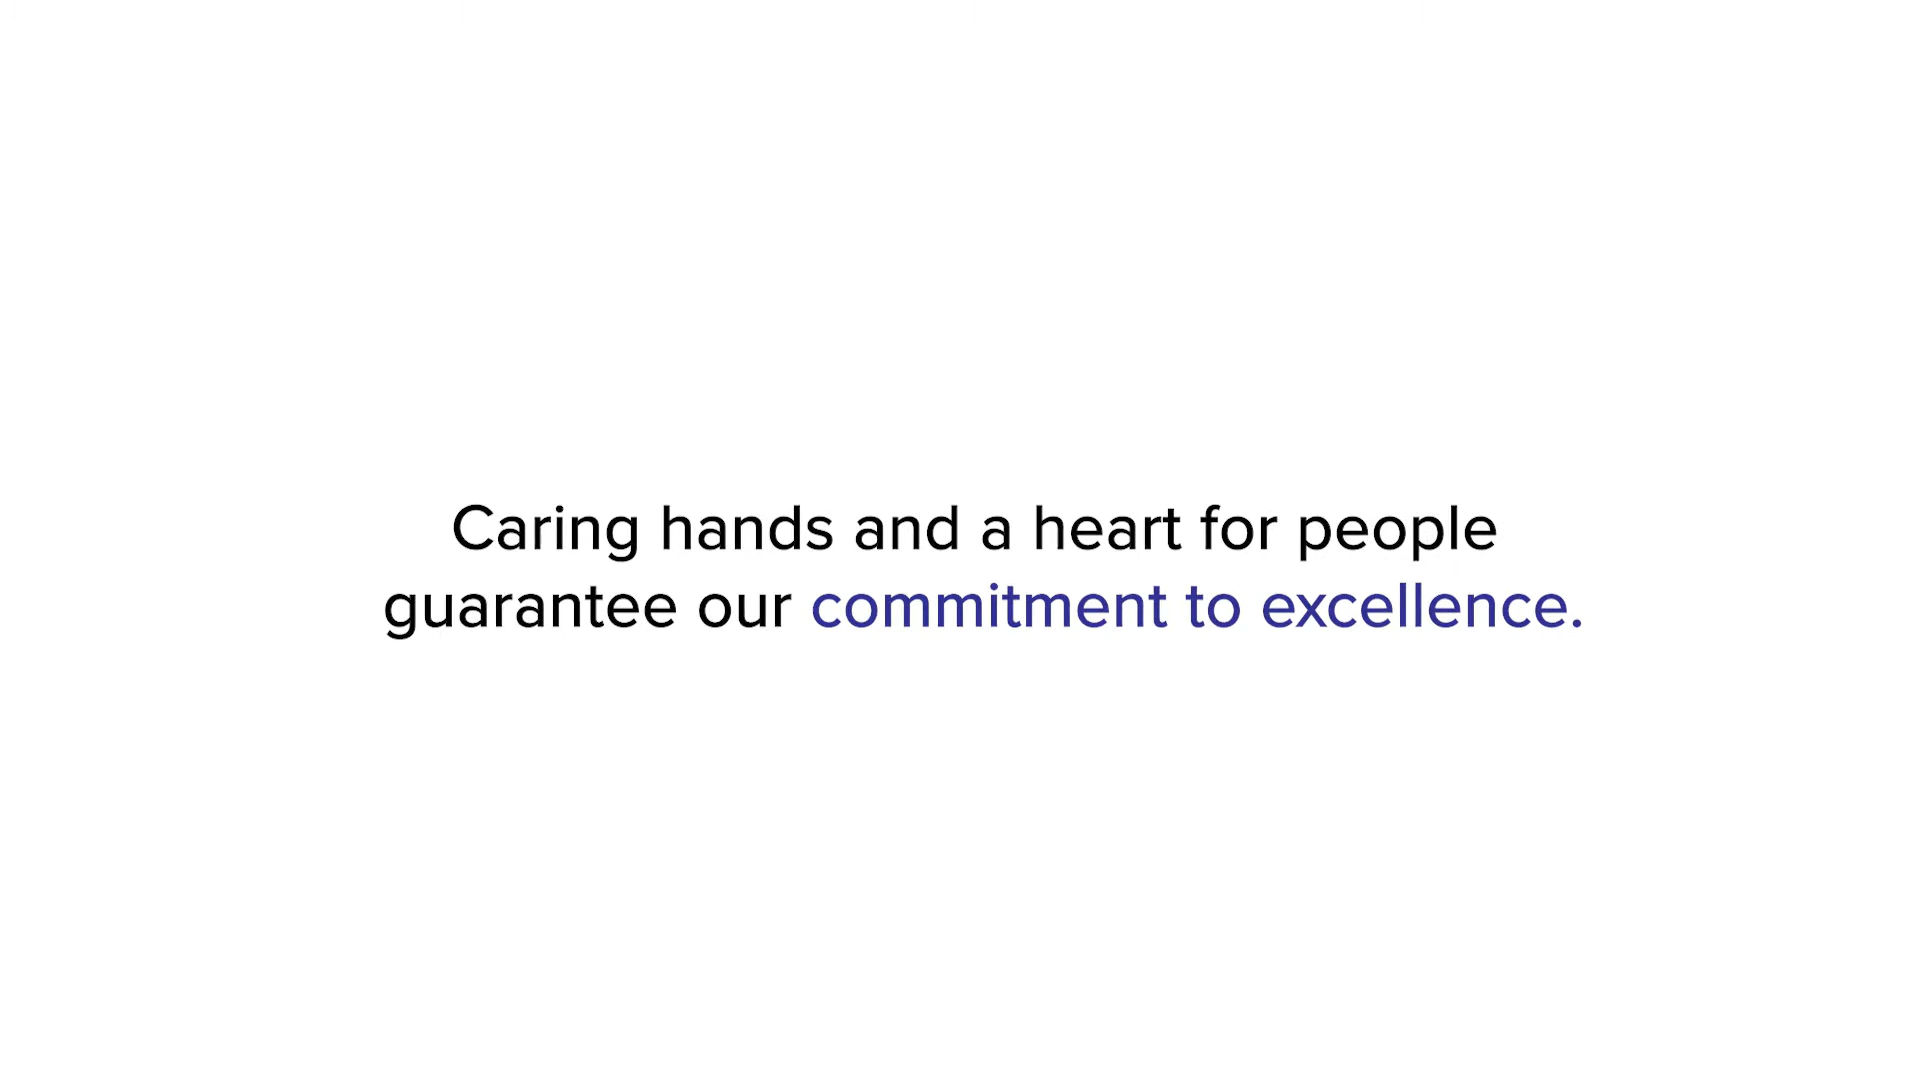 Caring hands and a heart for people
guarantee our commitment to excellence.